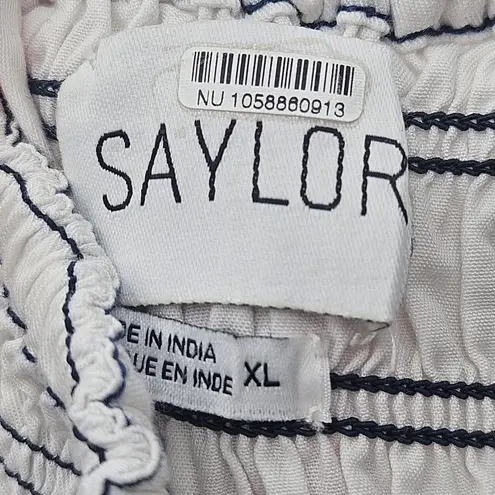 NU 1058860913
SAYLOR
E IN INDIA
UE EN INDE XL